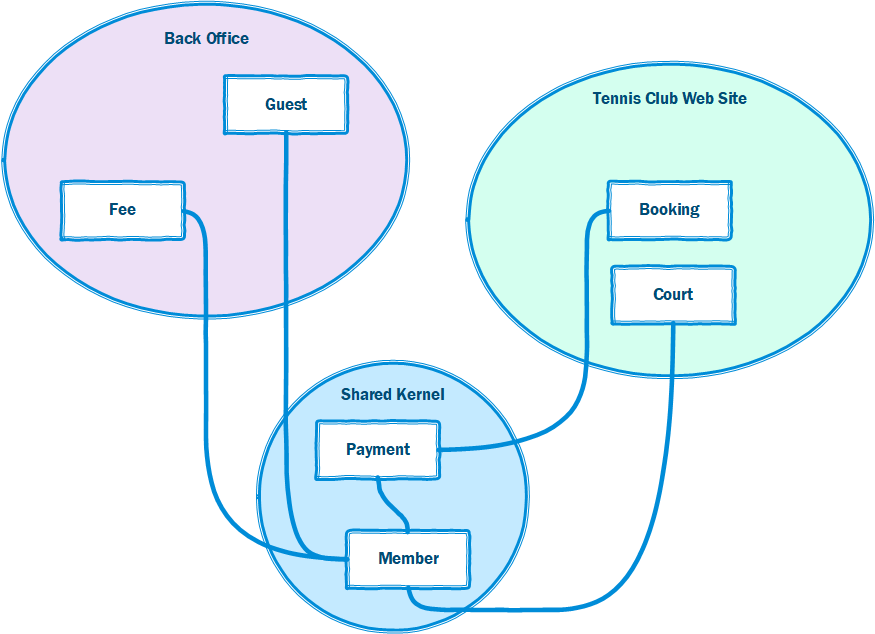 Back Office
Guest
Fee
Tennis Club Web Site
Booking
Court
Shared Kernel
Payment
Member